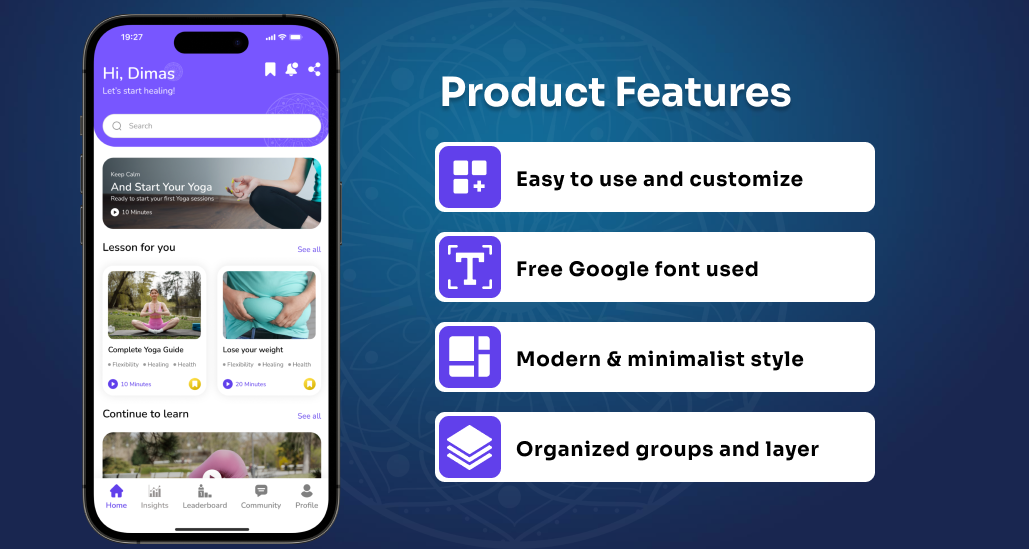 19:27
Hi, Dimas
Let's start healing!
Search
Keep Calm
And Start Your Yoga
Ready to start your first Yoga sessions
10 Minutes
Lesson for you
See all
Complete Yoga Guide
• Flexibility • Healing • Health
10 Minutes
Lose your weight
• Flexibility • Healing • Health
20 Minutes
Continue to learn
See all
Home Insights Leaderboard Community Profile
Product Features
Easy to use and customize
Free Google font used
Modern & minimalist style
Organized groups and layer